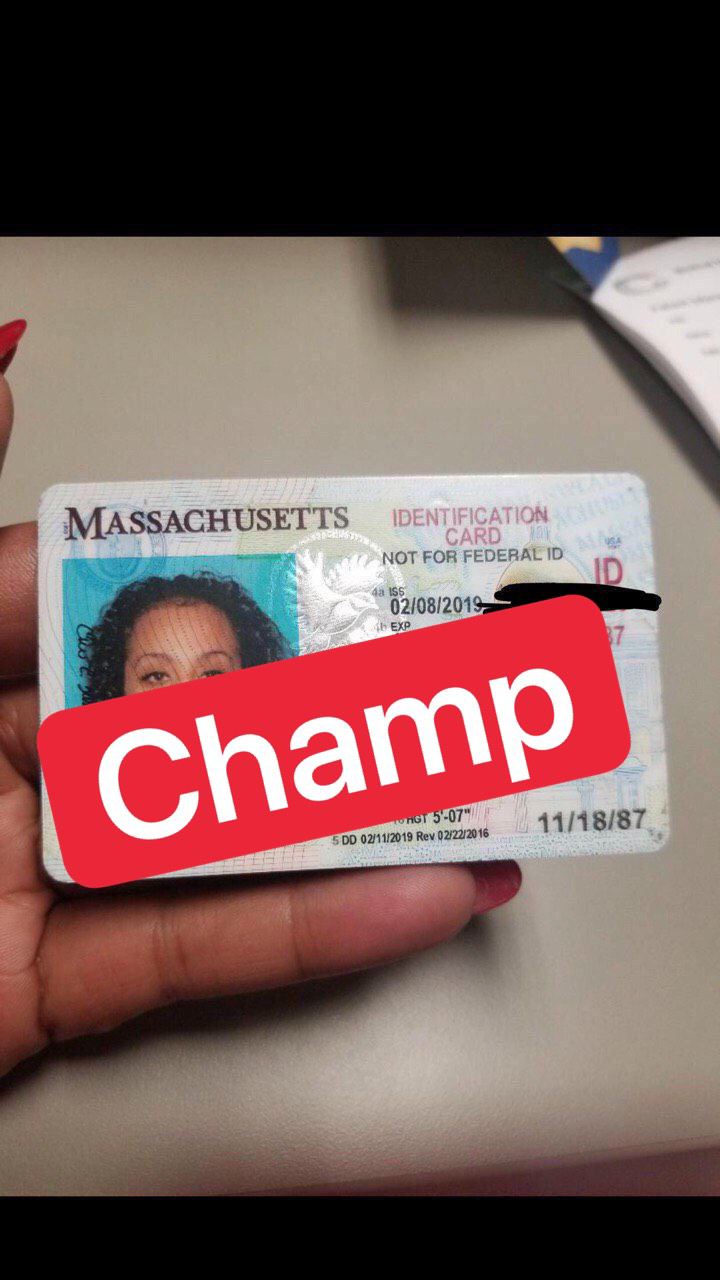 MASSACHUSETTS
IDENTIFICATION
CARD
NOT FOR FEDERAL ID
USA
ID
4a ISS
02/08/2019
4b EXP
87
Champ
HGT 5'-07"
11/18/87
5 DD 02/11/2019 Rev 02/22/2016